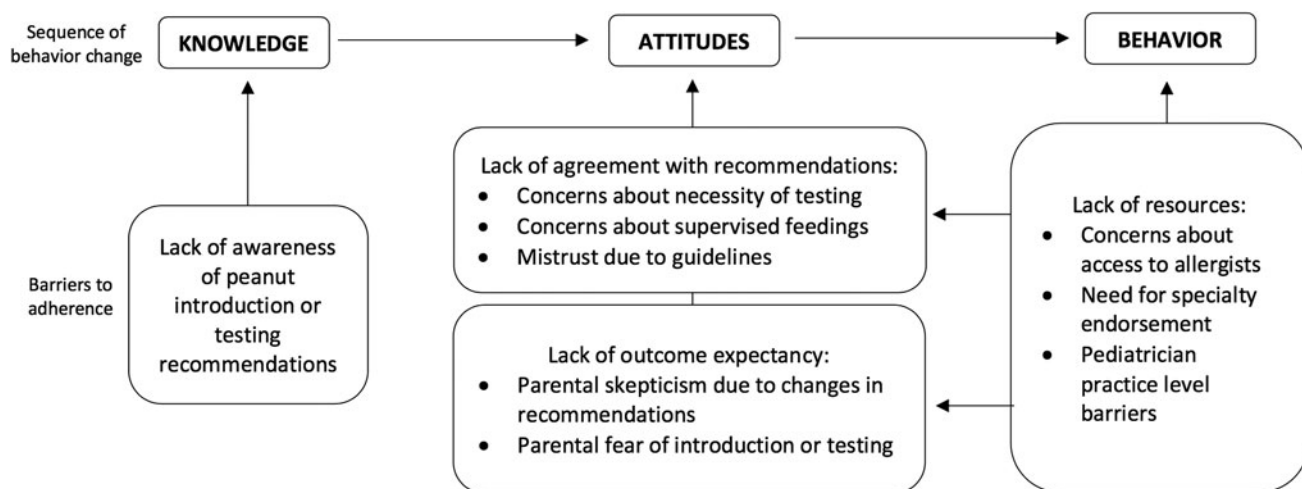 Sequence of
behavior change
KNOWLEDGE
ATTITUDES
BEHAVIOR
Barriers to
adherence
Lack of awareness
of peanut
introduction or
testing
recommendations
Lack of agreement with recommendations:
• Concerns about necessity of testing
• Concerns about supervised feedings
• Mistrust due to guidelines
Lack of outcome expectancy:
• Parental skepticism due to changes in
recommendations
• Parental fear of introduction or testing
Lack of resources:
• Concerns about
access to allergists
• Need for specialty
endorsement
• Pediatrician
practice level
barriers